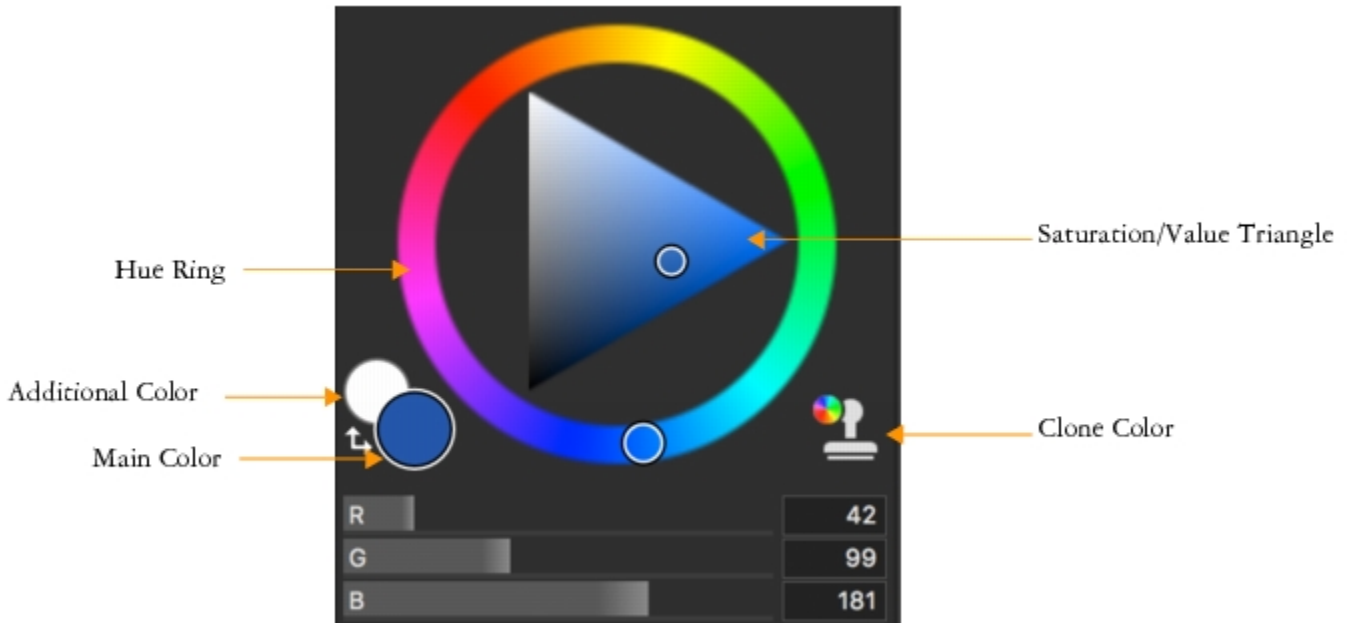 Saturation/Value Triangle
Hue Ring
Additional Color
Clone Color
Main Color
R 42
G 99
B 181